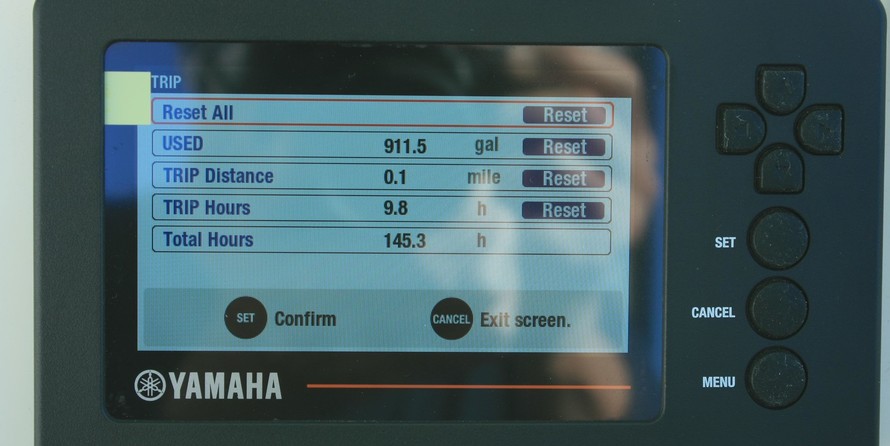 TRIP
Reset All Reset
USED 911.5 gal Reset
TRIP Distance 0.1 mile Reset
TRIP Hours 9.8 h Reset
Total Hours 145.3 h
SET Confirm CANCEL Exit screen.
YAMAHA
SET
CANCEL
MENU